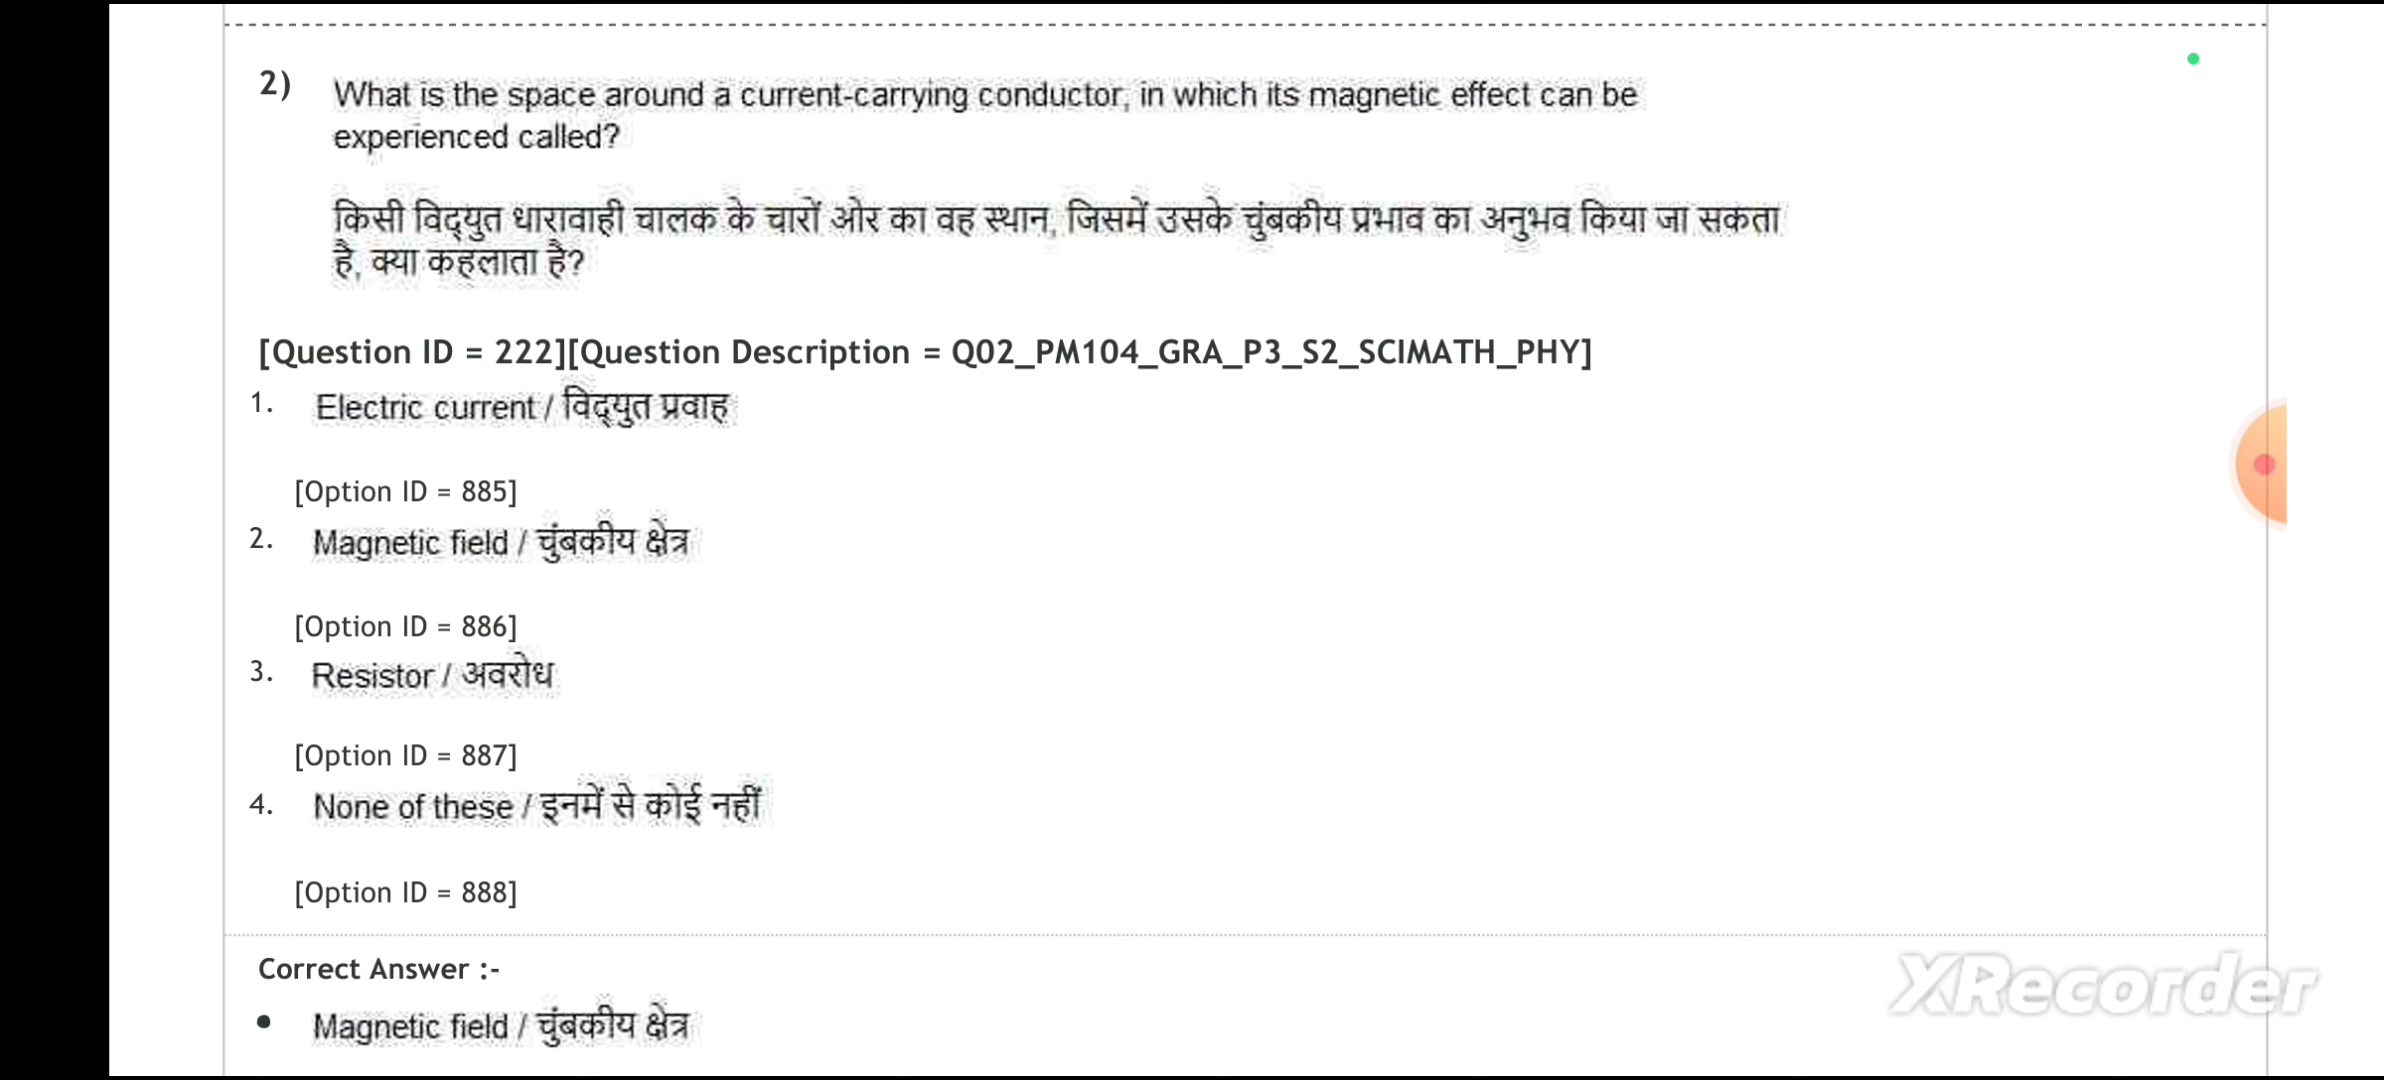 2) What is the space around a current-carrying conductor, in which its magnetic effect can be
experienced called?
किसी विद्युत धारावाही चालक के चारों ओर का वह स्थान, जिसमें उसके चुंबकीय प्रभाव का अनुभव किया जा सकता
है, क्या कहलाता है?
[Question ID = 222][Question Description = Q02_PM104_GRA_P3_S2_SCIMATH_PHY]
1. Electric current / विद्युत प्रवाह
[Option ID = 885]
2. Magnetic field / चुंबकीय क्षेत्र
[Option ID = 886]
3. Resistor / अवरोध
[Option ID = 887]
4. None of these / इनमें से कोई नहीं
[Option ID = 888]
Correct Answer :-
• Magnetic field / चुंबकीय क्षेत्र
XRecorder